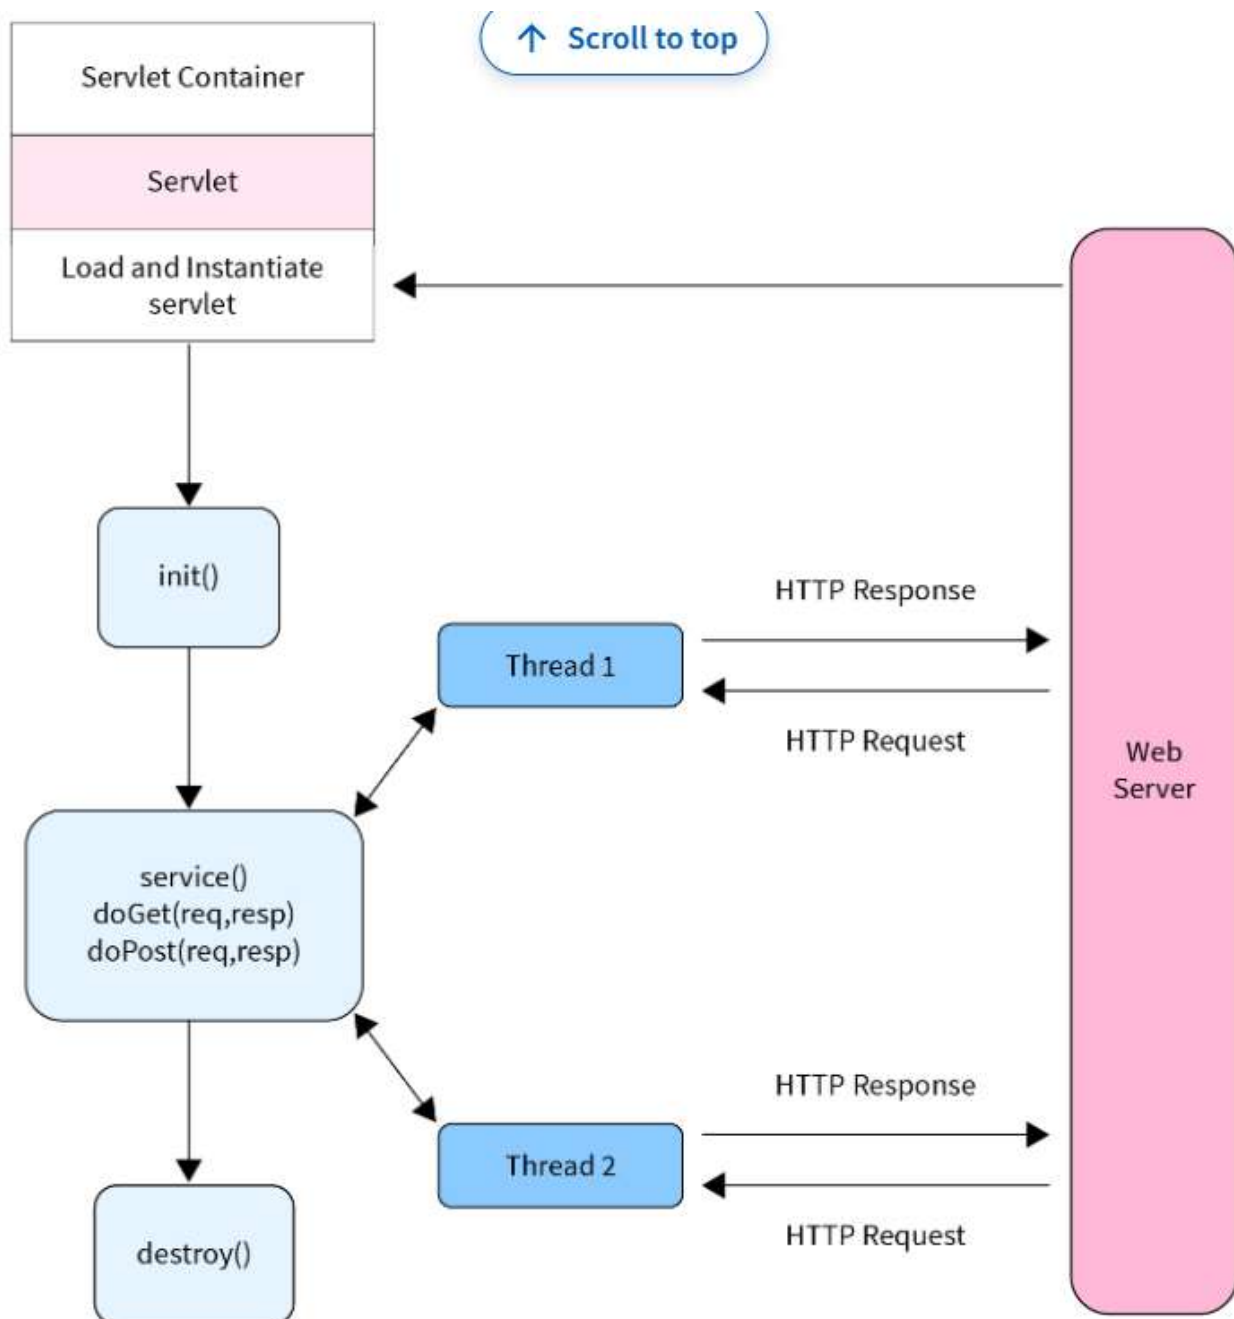 Scroll to top
Servlet Container
Servlet
Load and Instantiate
servlet
init()
HTTP Response
Thread 1
HTTP Request
Web
Server
service()
doGet(req,resp)
doPost(req,resp)
HTTP Response
Thread 2
HTTP Request
destroy()